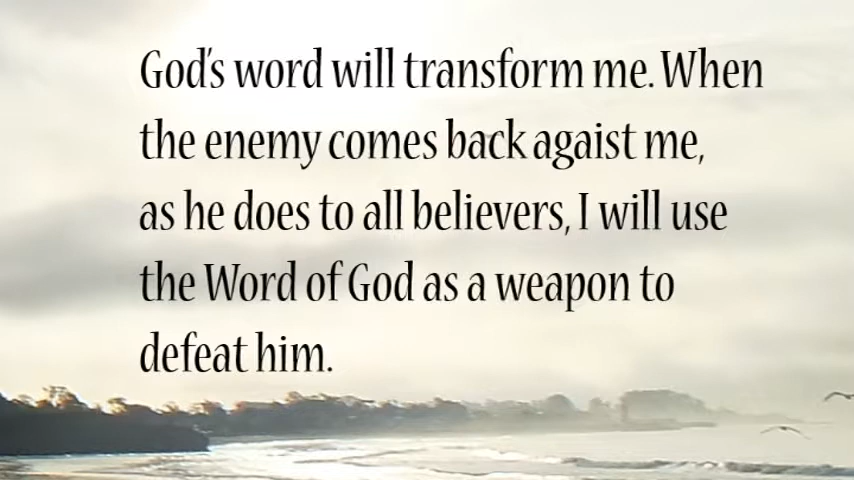 God's word will transform me. When
the enemy comes back agaist me,
as he does to all believers, I will use
the Word of God as a weapon to
defeat him.